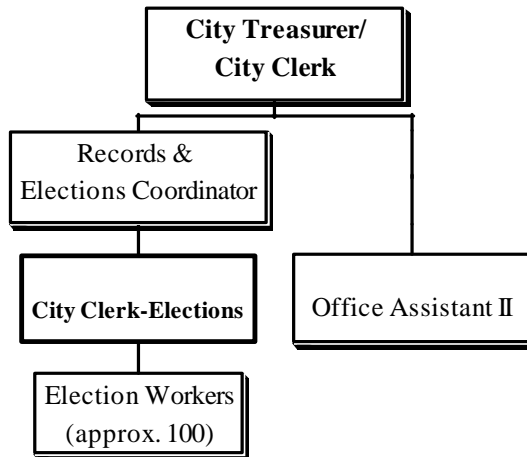 City Treasurer/
City Clerk
Records &
Elections Coordinator
City Clerk-Elections
Office Assistant II
Election Workers
(approx. 100)